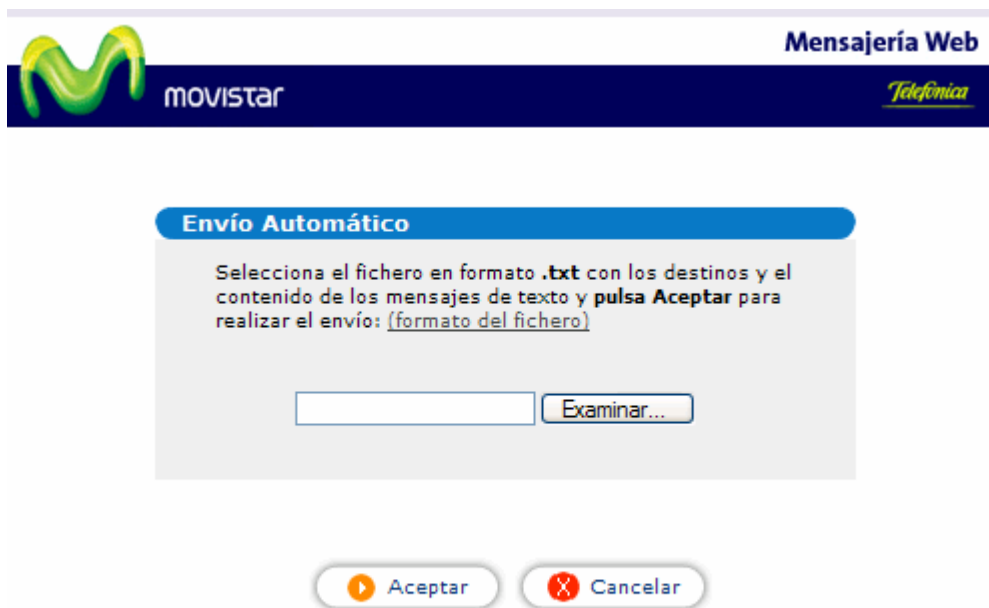 Mensajería Web
movistar
Telefónica
Envío Automático
Selecciona el fichero en formato .txt con los destinos y el
contenido de los mensajes de texto y pulsa Aceptar para
realizar el envío: (formato del fichero)
Examinar...
Aceptar
Cancelar